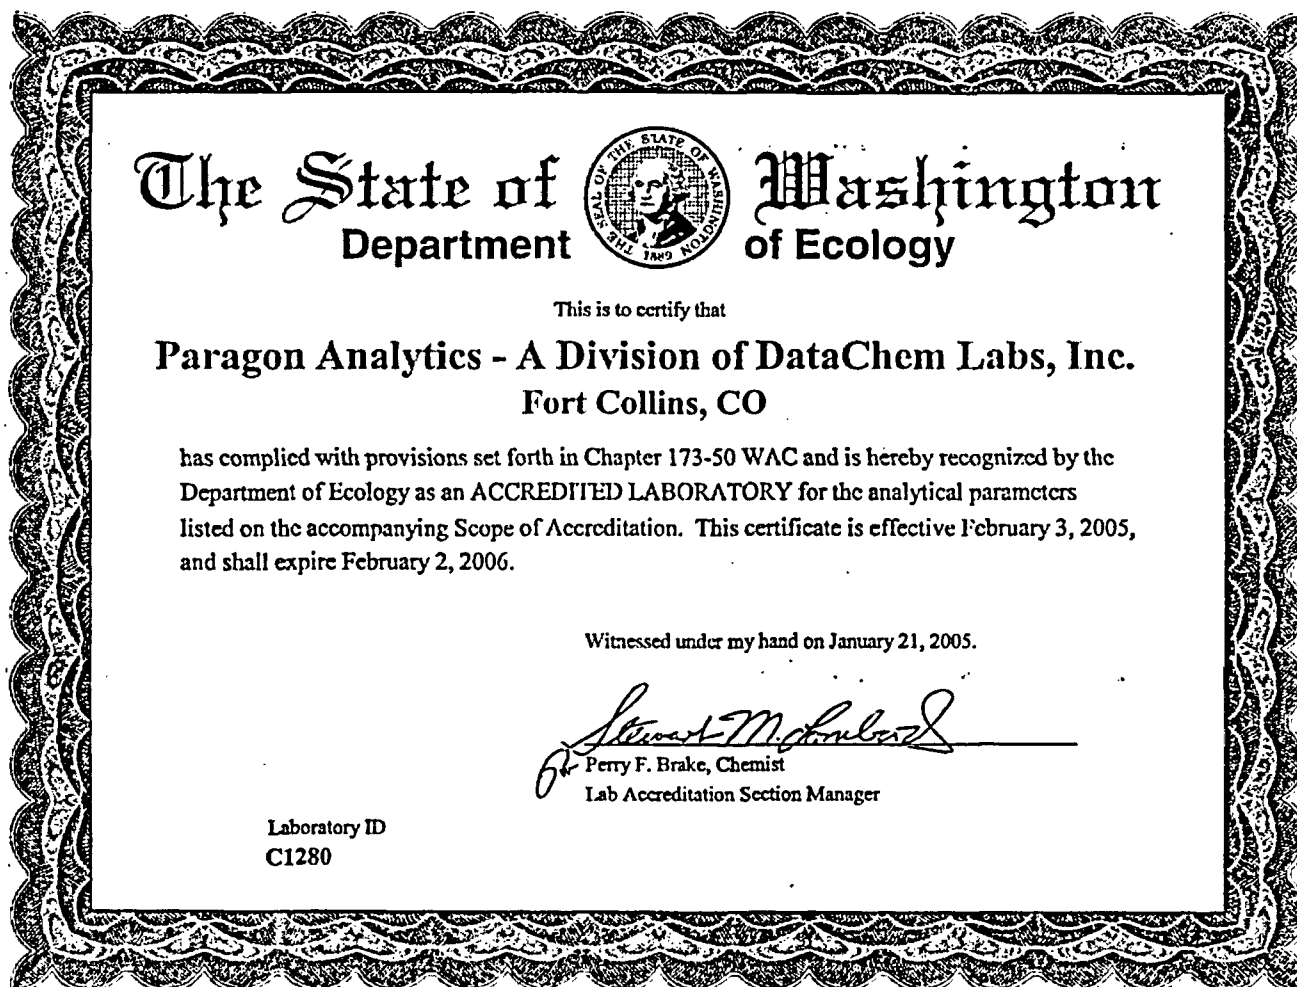 The State of Washington
Department of Ecology
THE SEAL OF THE STATE OF WASHINGTON
1889
This is to certify that
Paragon Analytics - A Division of DataChem Labs, Inc.
Fort Collins, CO
has complied with provisions set forth in Chapter 173-50 WAC and is hereby recognized by the
Department of Ecology as an ACCREDITED LABORATORY for the analytical parameters
listed on the accompanying Scope of Accreditation. This certificate is effective February 3, 2005,
and shall expire February 2, 2006.
Witnessed under my hand on January 21, 2005.
Stewart M. Lombard
for Perry F. Brake, Chemist
Lab Accreditation Section Manager
Laboratory ID
C1280